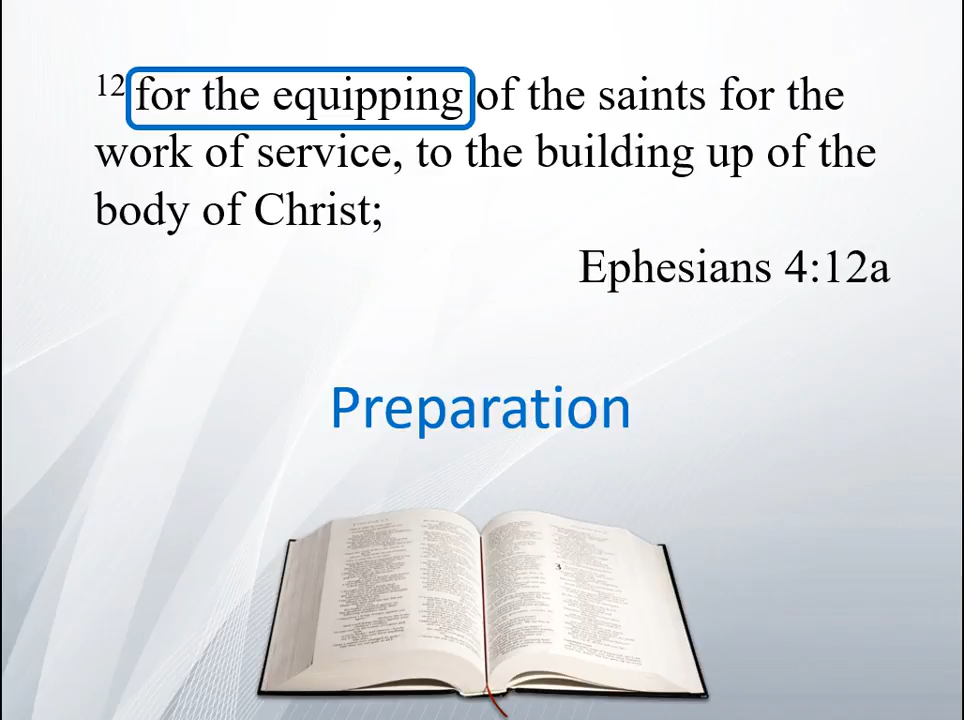 12 for the equipping of the saints for the
work of service, to the building up of the
body of Christ;
Ephesians 4:12a
Preparation
3